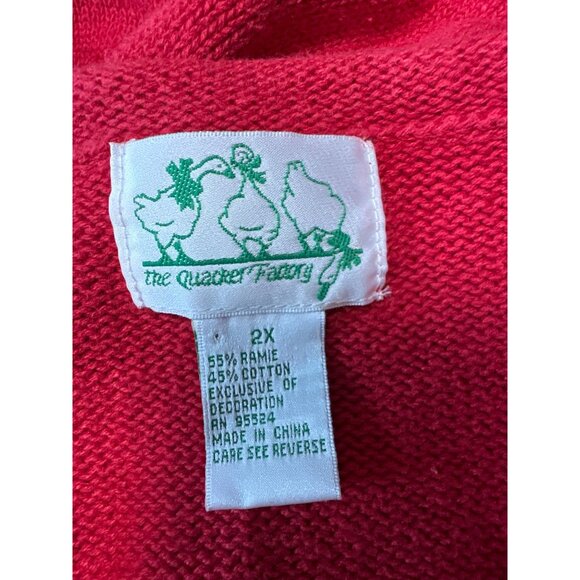 the Quacker Factory
2X
55% RAMIE
45% COTTON
EXCLUSIVE OF
DECORATION
RN 95524
MADE IN CHINA
CARE SEE REVERSE